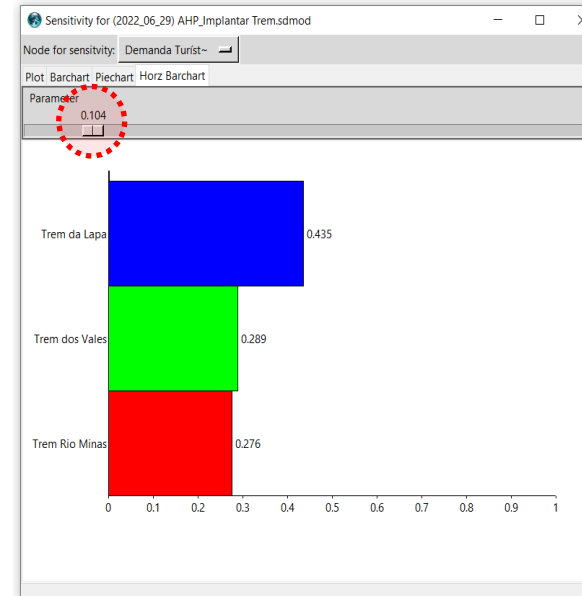 Sensitivity for (2022_06_29) AHP_Implantar Trem.sdmod
Node for sensitvity: Demanda Turíst~
Plot Barchart Piechart Horz Barchart
Parameter
0.104
Trem da Lapa 0.435
Trem dos Vales 0.289
Trem Rio Minas 0.276
0 0.1 0.2 0.3 0.4 0.5 0.6 0.7 0.8 0.9 1